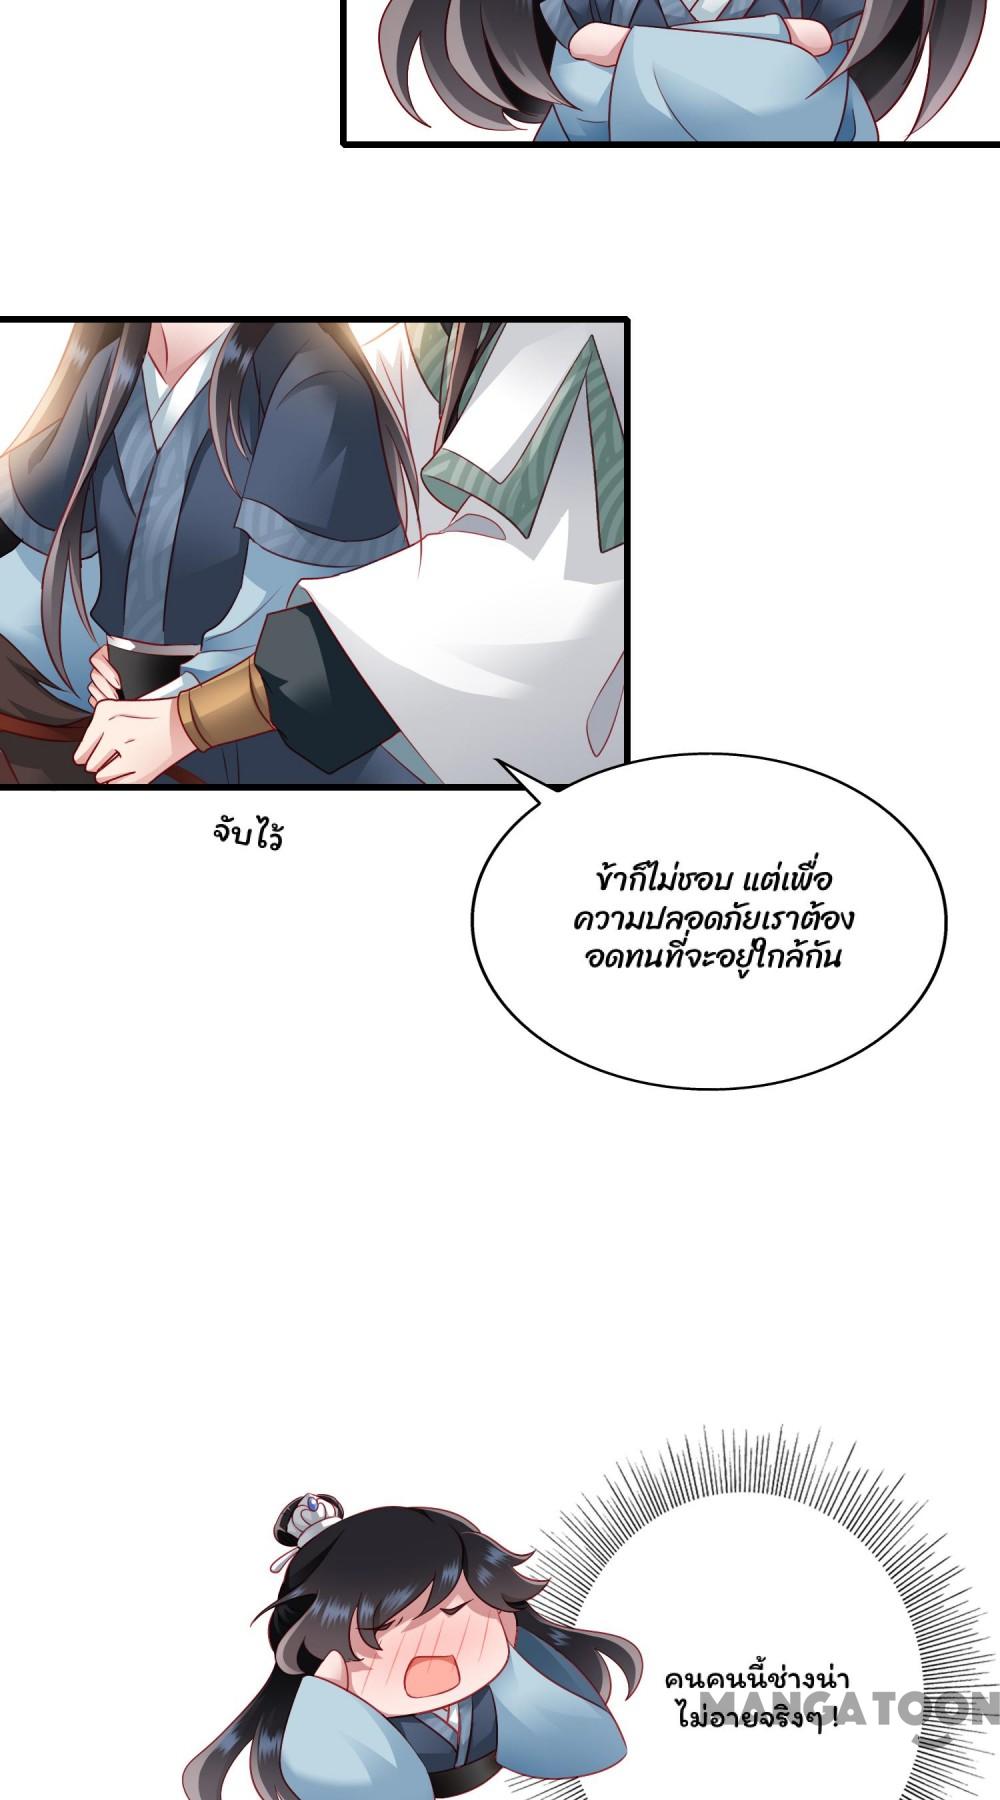 จับไว้
ข้าก็ไม่ชอบ แต่เพื่อ
ความปลอดภัยเราต้อง
อดทนที่จะอยู่ใกล้กัน
คนคนนี้ช่างน่า
ไม่อายจริงๆ!
MANGATOON